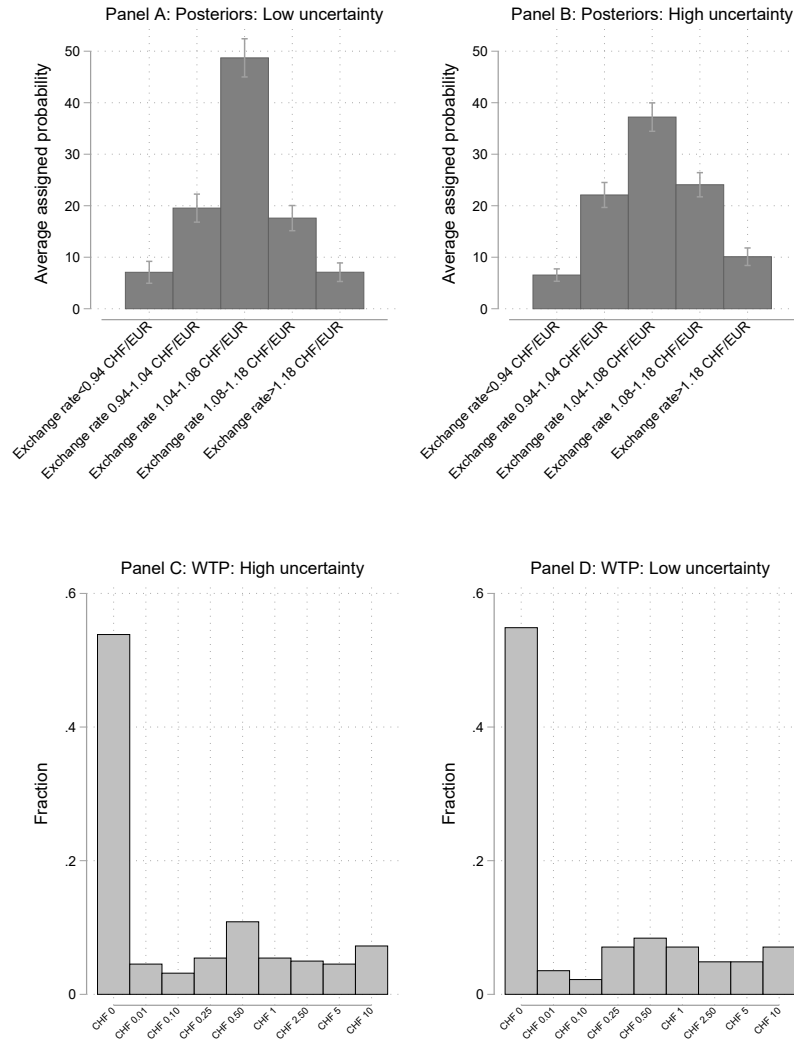 Panel A: Posteriors: Low uncertainty
Average assigned probability
50
40
30
20
10
0
Exchange rate<0.94 CHF/EUR
Exchange rate 0.94-1.04 CHF/EUR
Exchange rate 1.04-1.08 CHF/EUR
Exchange rate 1.08-1.18 CHF/EUR
Exchange rate>1.18 CHF/EUR
Panel B: Posteriors: High uncertainty
Average assigned probability
50
40
30
20
10
0
Exchange rate<0.94 CHF/EUR
Exchange rate 0.94-1.04 CHF/EUR
Exchange rate 1.04-1.08 CHF/EUR
Exchange rate 1.08-1.18 CHF/EUR
Exchange rate>1.18 CHF/EUR
Panel C: WTP: High uncertainty
Fraction
.6
.4
.2
0
CHF 0
CHF 0.01
CHF 0.10
CHF 0.25
CHF 0.50
CHF 1
CHF 2.50
CHF 5
CHF 10
Panel D: WTP: Low uncertainty
Fraction
.6
.4
.2
0
CHF 0
CHF 0.01
CHF 0.10
CHF 0.25
CHF 0.50
CHF 1
CHF 2.50
CHF 5
CHF 10